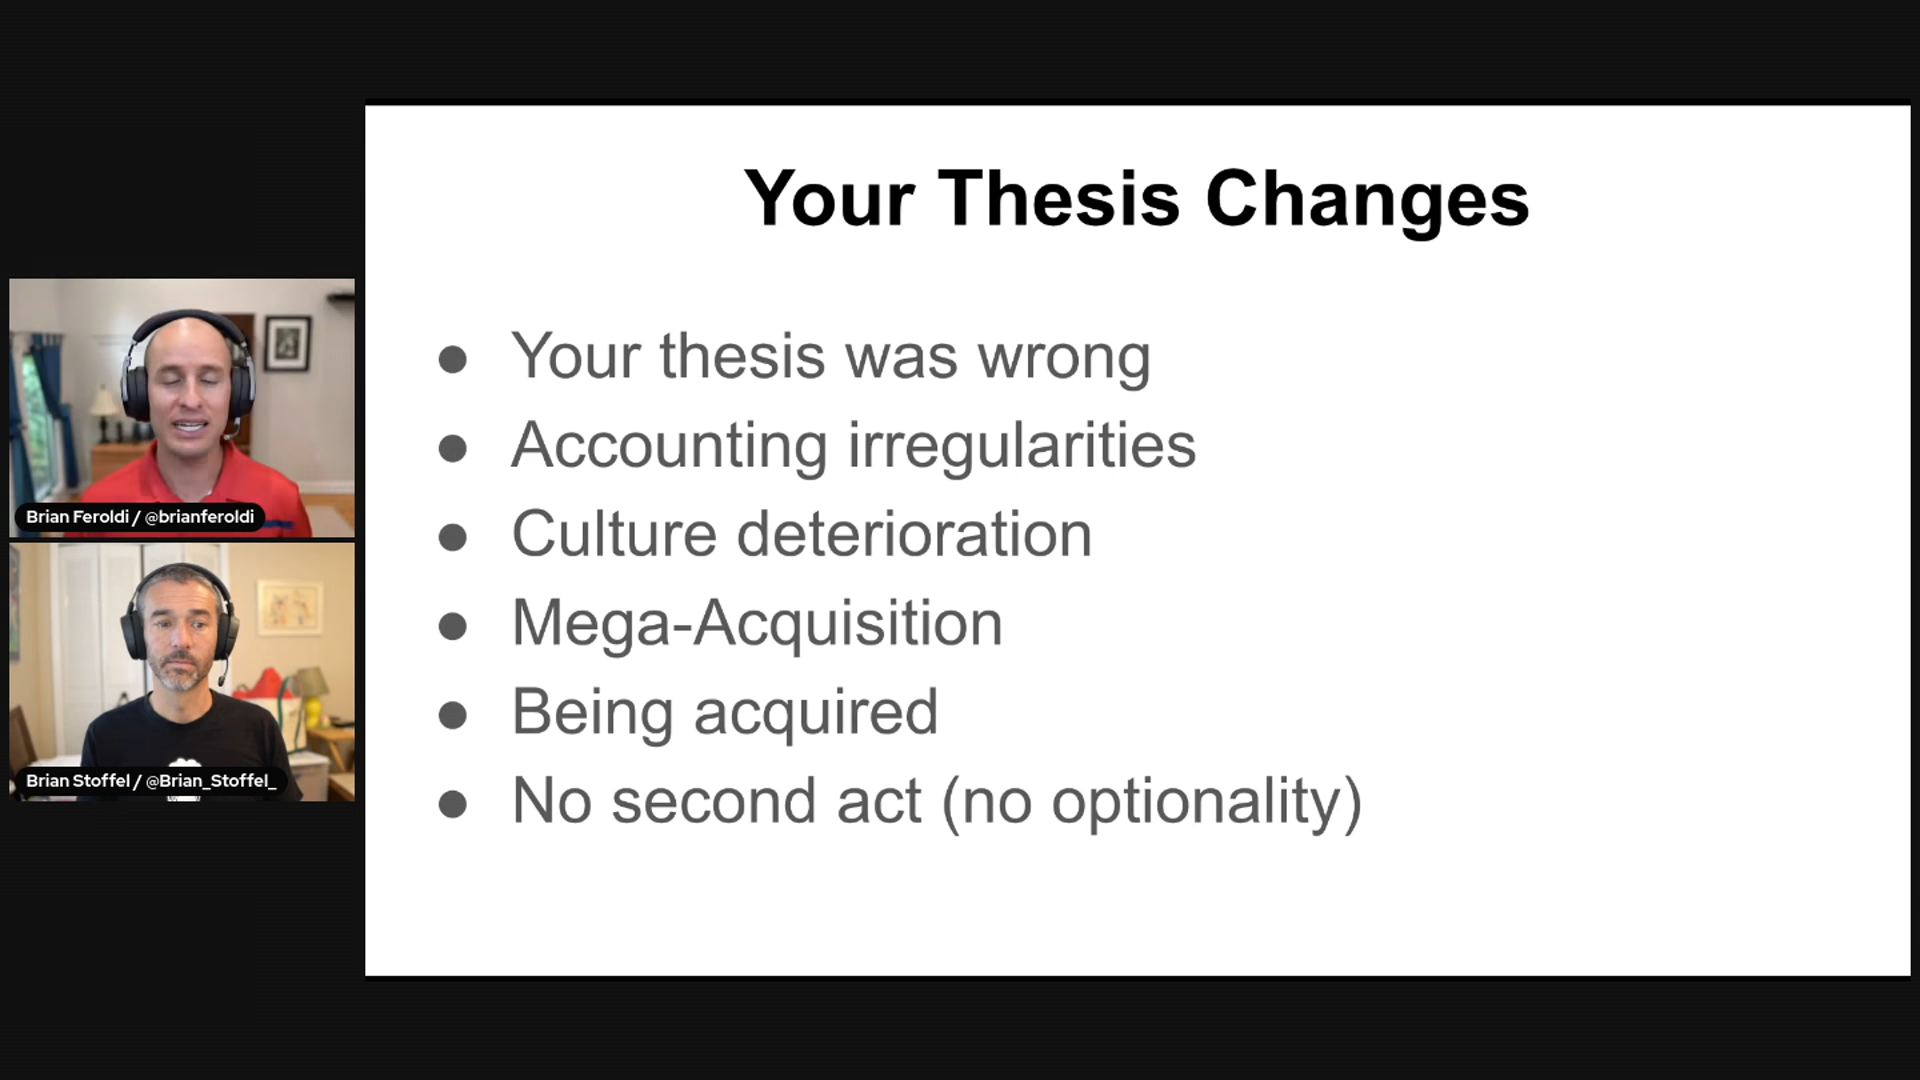 Your Thesis Changes
● Your thesis was wrong
● Accounting irregularities
● Culture deterioration
● Mega-Acquisition
● Being acquired
● No second act (no optionality)
Brian Feroldi / @brianferoldi
Brian Stoffel / @Brian_Stoffel_